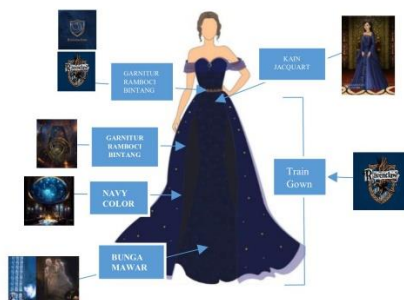 GARNITUR
RAMBOCI
BINTANG
KAIN
JACQUART
GARNITUR
RAMBOCI
BINTANG
NAVY
COLOR
Train
Gown
Ravenclaw
BUNGA
MAWAR